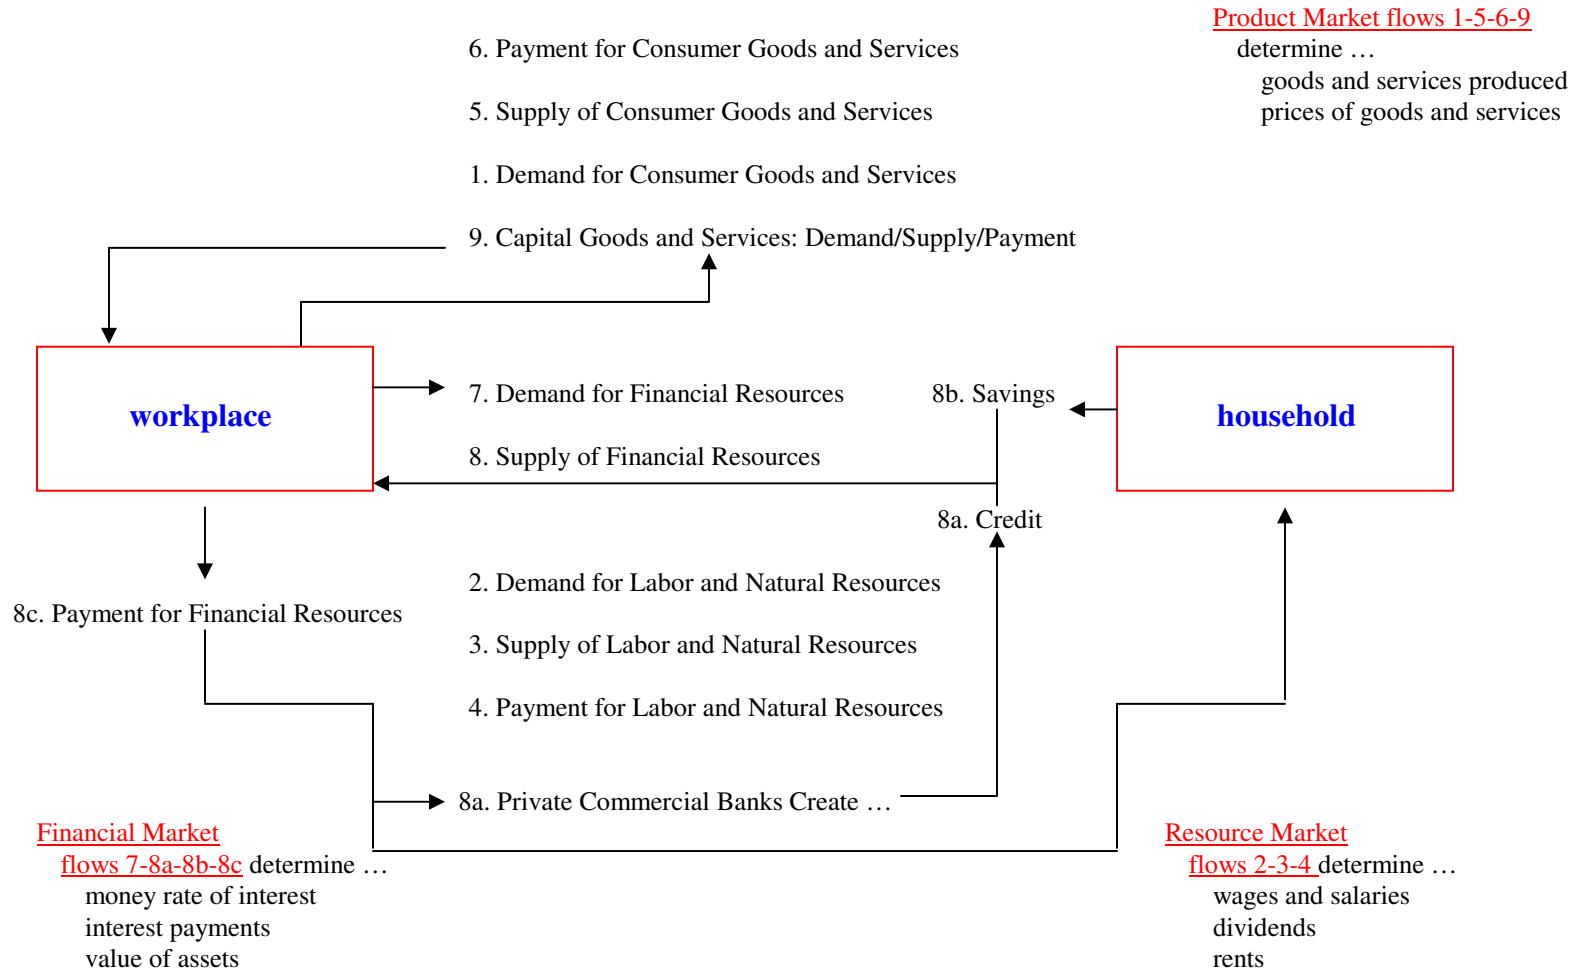 Product Market flows 1-5-6-9
determine …
goods and services produced
prices of goods and services
6. Payment for Consumer Goods and Services
5. Supply of Consumer Goods and Services
1. Demand for Consumer Goods and Services
9. Capital Goods and Services: Demand/Supply/Payment
workplace
7. Demand for Financial Resources
8b. Savings
household
8. Supply of Financial Resources
8a. Credit
2. Demand for Labor and Natural Resources
8c. Payment for Financial Resources
3. Supply of Labor and Natural Resources
4. Payment for Labor and Natural Resources
8a. Private Commercial Banks Create …
Financial Market
flows 7-8a-8b-8c determine …
money rate of interest
interest payments
value of assets
Resource Market
flows 2-3-4 determine …
wages and salaries
dividends
rents